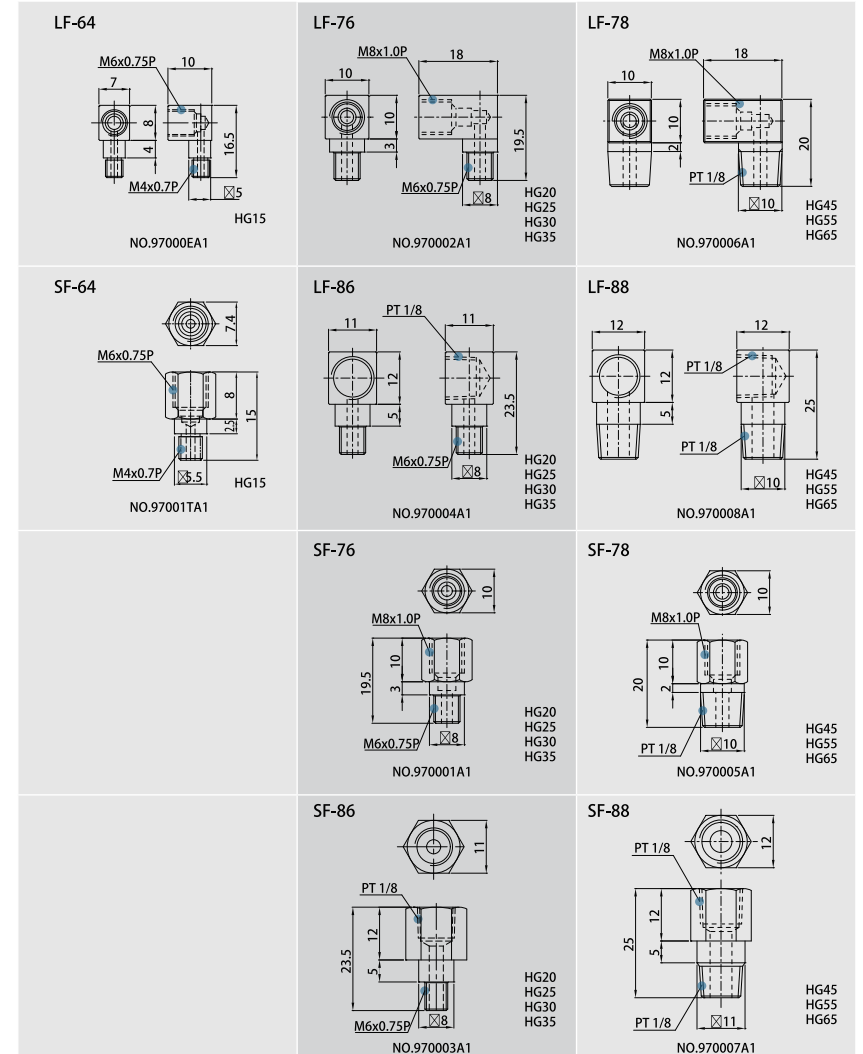 LF-64
M6x0.75P
10
7
8
4
16.5
M4x0.7P
5
HG15
NO.97000EA1
LF-76
M8x1.0P
18
10
10
3
19.5
M6x0.75P
8
HG20
HG25
HG30
HG35
NO.970002A1
LF-78
M8x1.0P
18
10
10
2
20
PT 1/8
10
HG45
HG55
HG65
NO.970006A1
SF-64
7.4
M6x0.75P
8
2.5
15
M4x0.7P
5.5
HG15
NO.97001TA1
LF-86
PT 1/8
11
11
12
5
23.5
M6x0.75P
8
HG20
HG25
HG30
HG35
NO.970004A1
LF-88
12
12
PT 1/8
12
5
25
PT 1/8
10
HG45
HG55
HG65
NO.970008A1
SF-76
10
M8x1.0P
19.5
10
3
M6x0.75P
8
HG20
HG25
HG30
HG35
NO.970001A1
SF-78
10
M8x1.0P
20
10
2
PT 1/8
10
HG45
HG55
HG65
NO.970005A1
SF-86
11
PT 1/8
23.5
12
5
M6x0.75P
8
HG20
HG25
HG30
HG35
NO.970003A1
SF-88
12
PT 1/8
25
12
5
PT 1/8
11
HG45
HG55
HG65
NO.970007A1